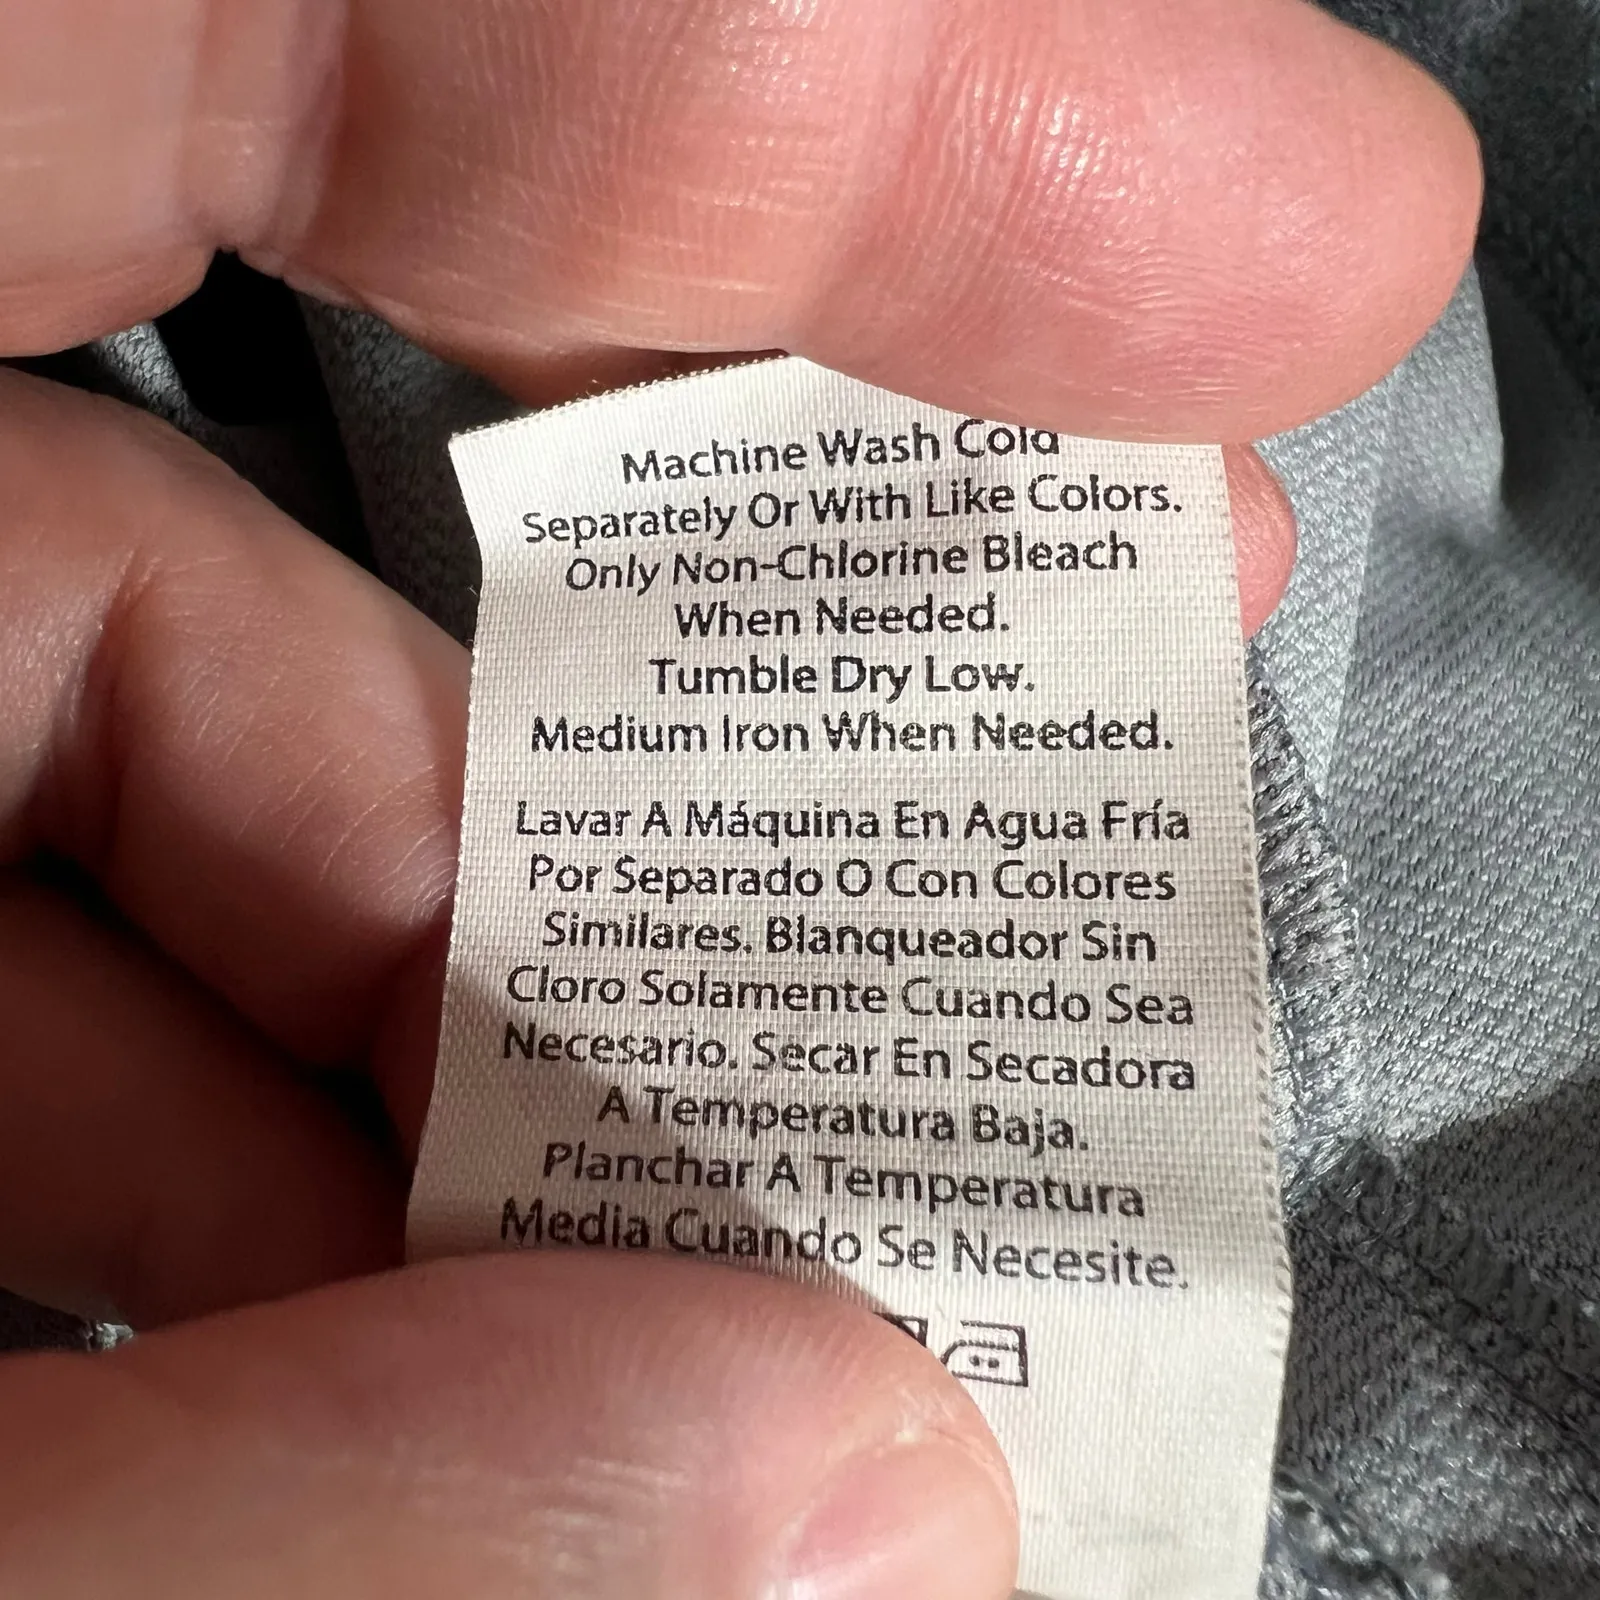 Machine Wash Cold
Separately Or With Like Colors.
Only Non-Chlorine Bleach
When Needed.
Tumble Dry Low.
Medium Iron When Needed.
Lavar A Máquina En Agua Fría
Por Separado O Con Colores
Similares. Blanqueador Sin
Cloro Solamente Cuando Sea
Necesario. Secar En Secadora
A Temperatura Baja.
Planchar A Temperatura
Media Cuando Se Necesite.